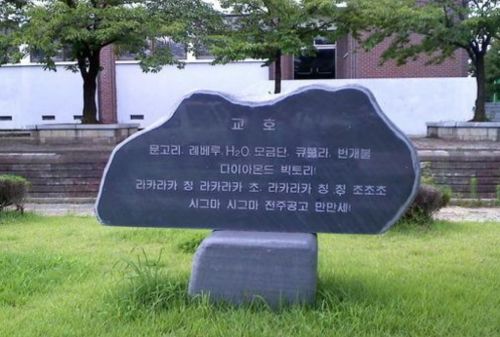 교 호
문고리, 레베루, H₂O, 모금단, 큐쁠라, 번개불
다이아몬드 빅토리!
라카라카 칭 라카라카 초, 라카라카 칭 칭 초초초
시그마 시그마 전주공고 만만세!